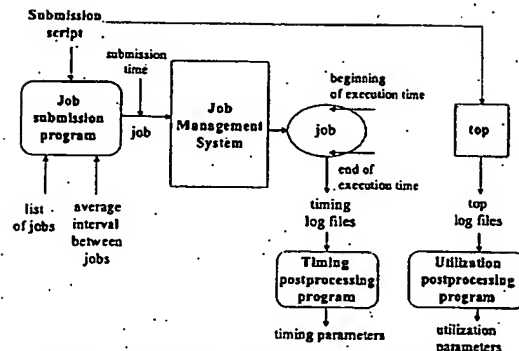 Submission
script
submission
time
Job
submission
program
job
Job
Management
System
beginning
of execution time
job
end of
execution time
top
list
of jobs
average
interval
between
jobs
timing
log files
top
log files
Timing
postprocessing
program
Utilization
postprocessing
program
timing parameters
utilization
parameters